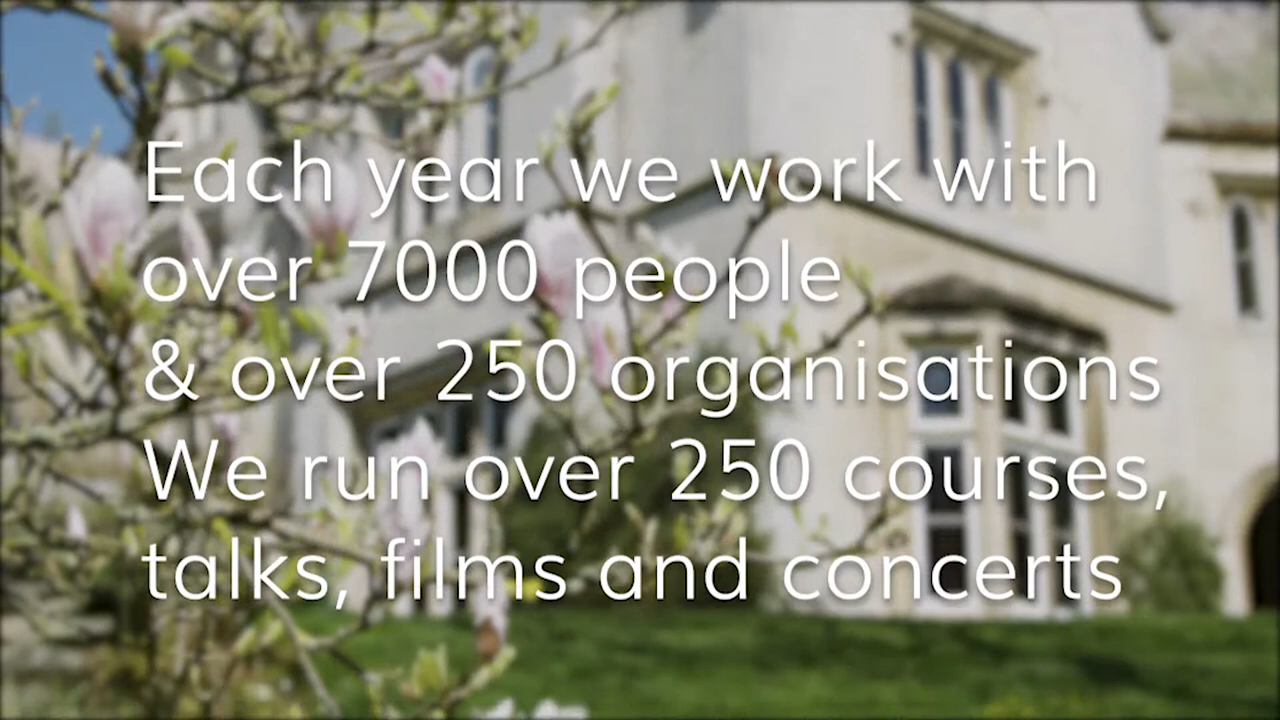 Each year we work with
over 7000 people
& over 250 organisations
We run over 250 courses,
talks, films and concerts